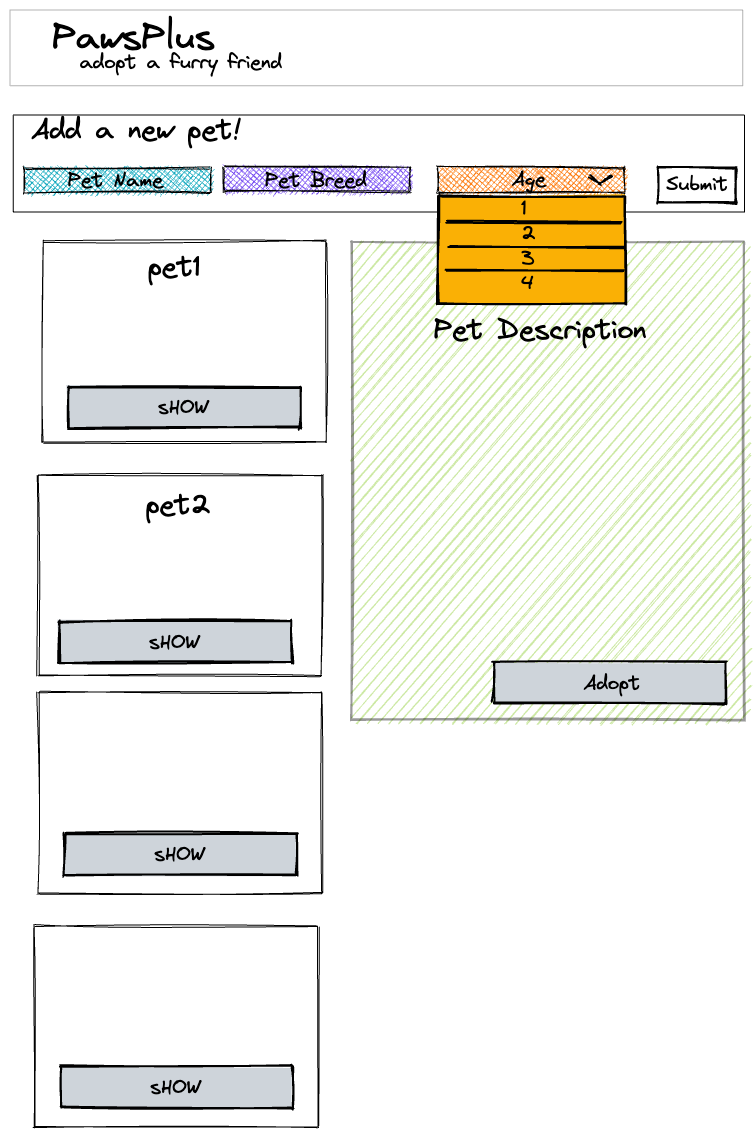 PawsPlus
adopt a furry friend
Add a new pet!
Pet Name
Pet Breed
Age
Submit
1
2
3
4
pet1
sHOW
Pet Description
pet2
sHOW
Adopt
sHOW
sHOW